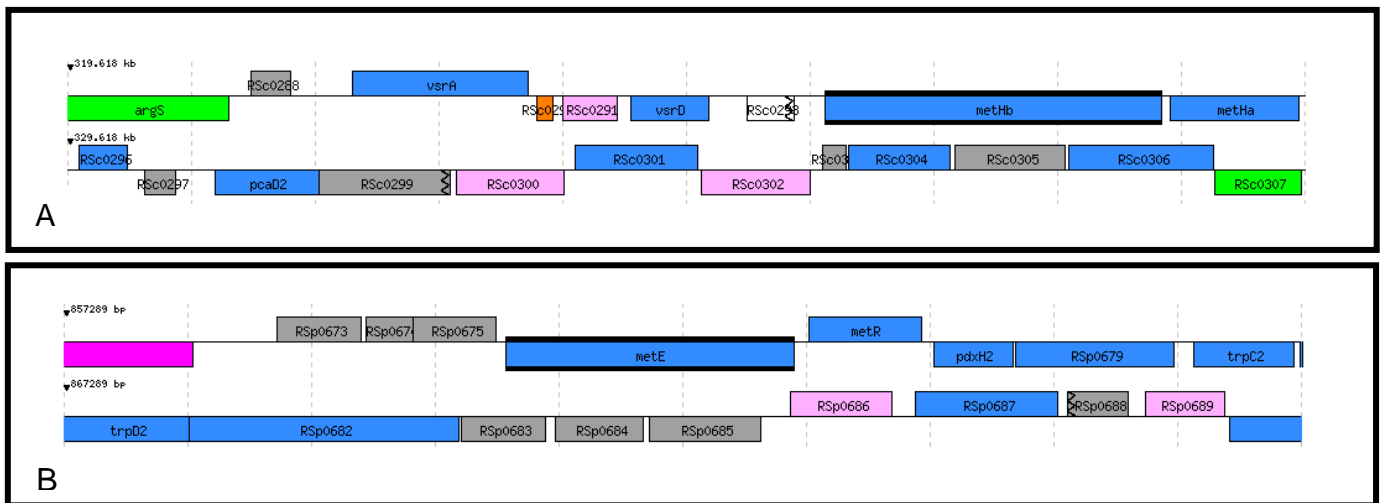 319.618 kb
RSc0288 vsrA
argS RSc0291 vsrD metHb metHa
329.618 kb
RSc0296 RSc0301 RSc0304 RSc0305 RSc0306
RSc0297 pcaD2 RSc0299 RSc0300 RSc0302 RSc0307
A
857289 bp
RSp0673 RSp0675 metR
metE pdxH2 RSp0679 trpC2
867289 bp
RSp0686 RSp0687 RSp0688 RSp0689
trpD2 RSp0682 RSp0683 RSp0684 RSp0685
B